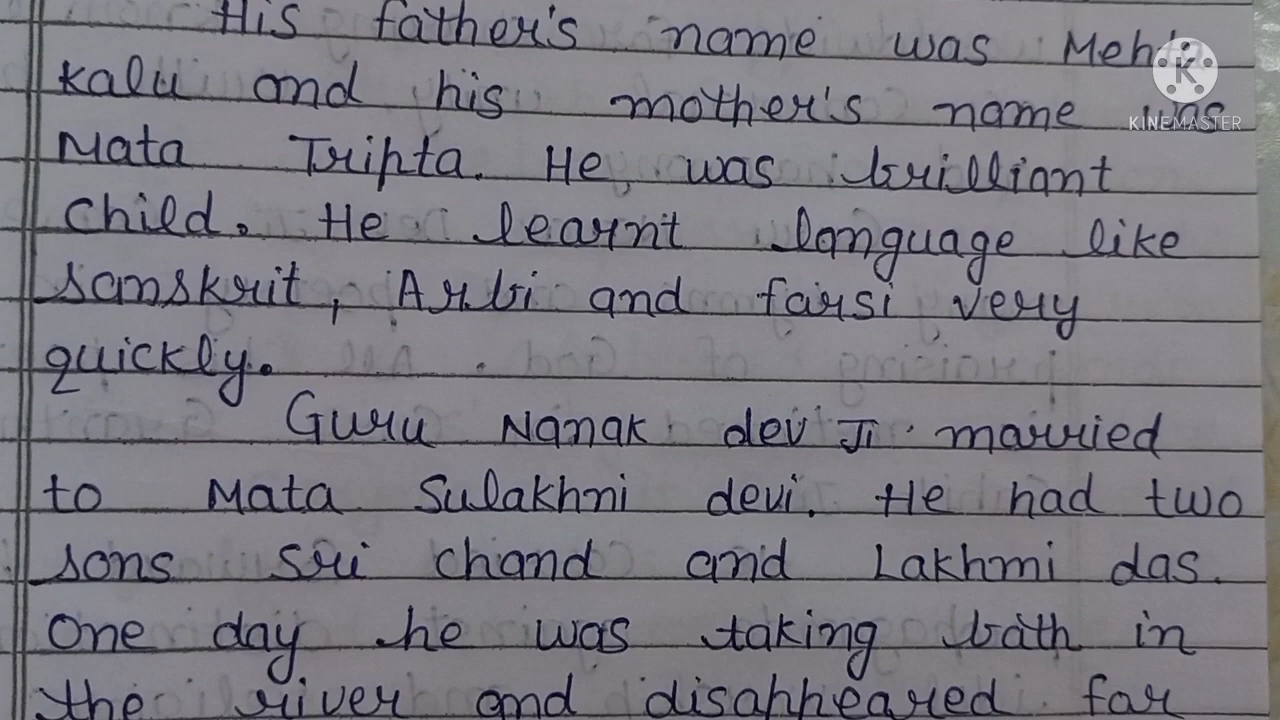 His father's name was Mehta
Kalu and his mother's name was
Mata Tripta. He was brilliant
child. He learnt language like
sanskrit, Arbi and farsi very
quickly.
Guru Nanak dev Ji married
to Mata Sulakhni devi. He had two
sons Sri chand and Lakhmi das.
One day he was taking bath in
the river and disappeared far
KINEMASTER